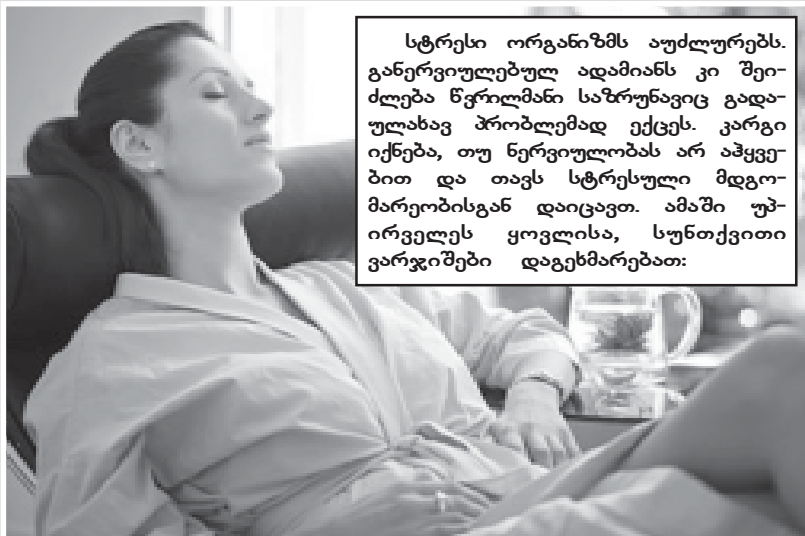 სტრესი ორგანიზმს აუძლურებს.
განერვიულებულ ადამიანს კი შეი-
ძლება წვრილმანი საზრუნავიც გადა-
ულახავ პრობლემად ექცეს. კარგი
იქნება, თუ ნერვიულობას არ აჰყვე-
ბით და თავს სტრესული მდგო-
მარეობისგან დაიცავთ. ამაში უპ-
ირველეს ყოვლისა, სუნთქვითი
ვარჯიშები დაგეხმარებათ: